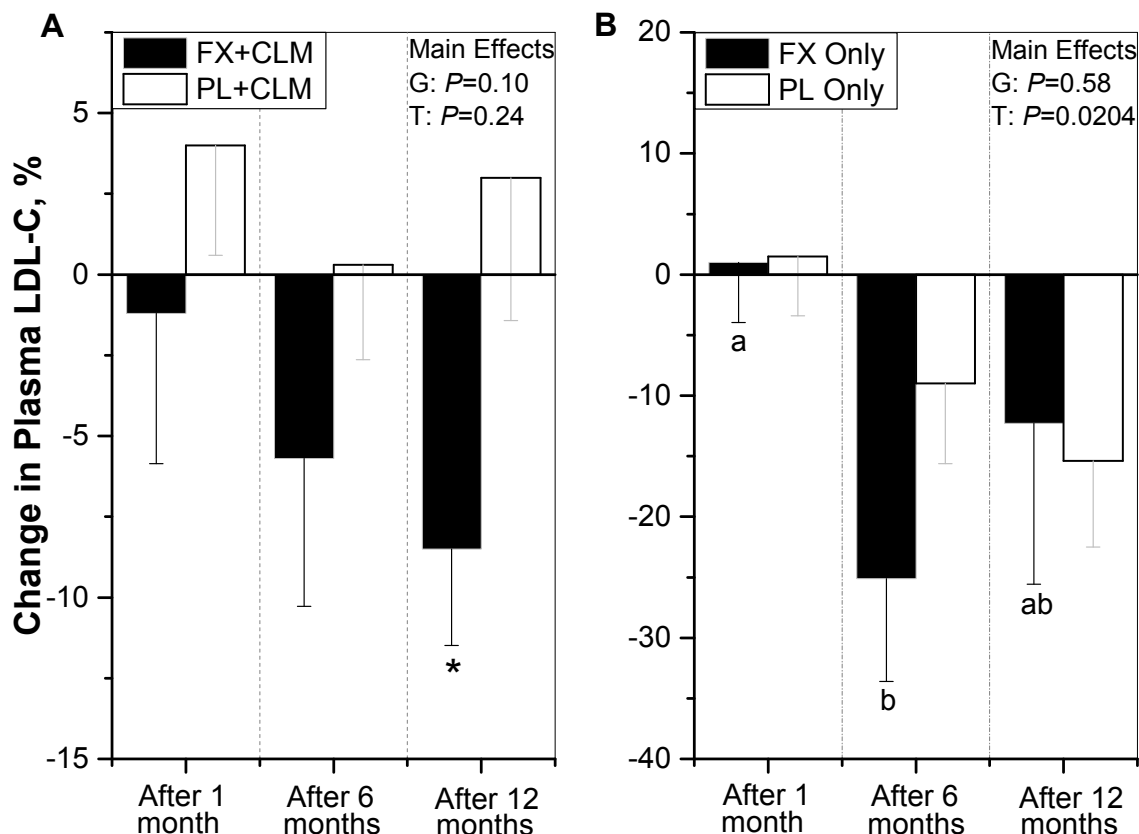 A
FX+CLM
PL+CLM
Main Effects
G: P=0.10
T: P=0.24
Change in Plasma LDL-C, %
5
0
-5
-10
-15
*
After 1
month
After 6
months
After 12
months
B
FX Only
PL Only
Main Effects
G: P=0.58
T: P=0.0204
20
10
0
-10
-20
-30
-40
a
b
ab
After 1
month
After 6
months
After 12
months